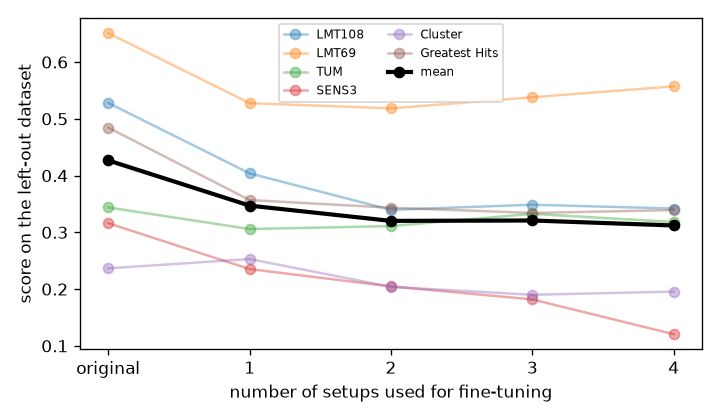 score on the left-out dataset
0.6
0.5
0.4
0.3
0.2
0.1
LMT108
LMT69
TUM
SENS3
Cluster
Greatest Hits
mean
original 1 2 3 4
number of setups used for fine-tuning